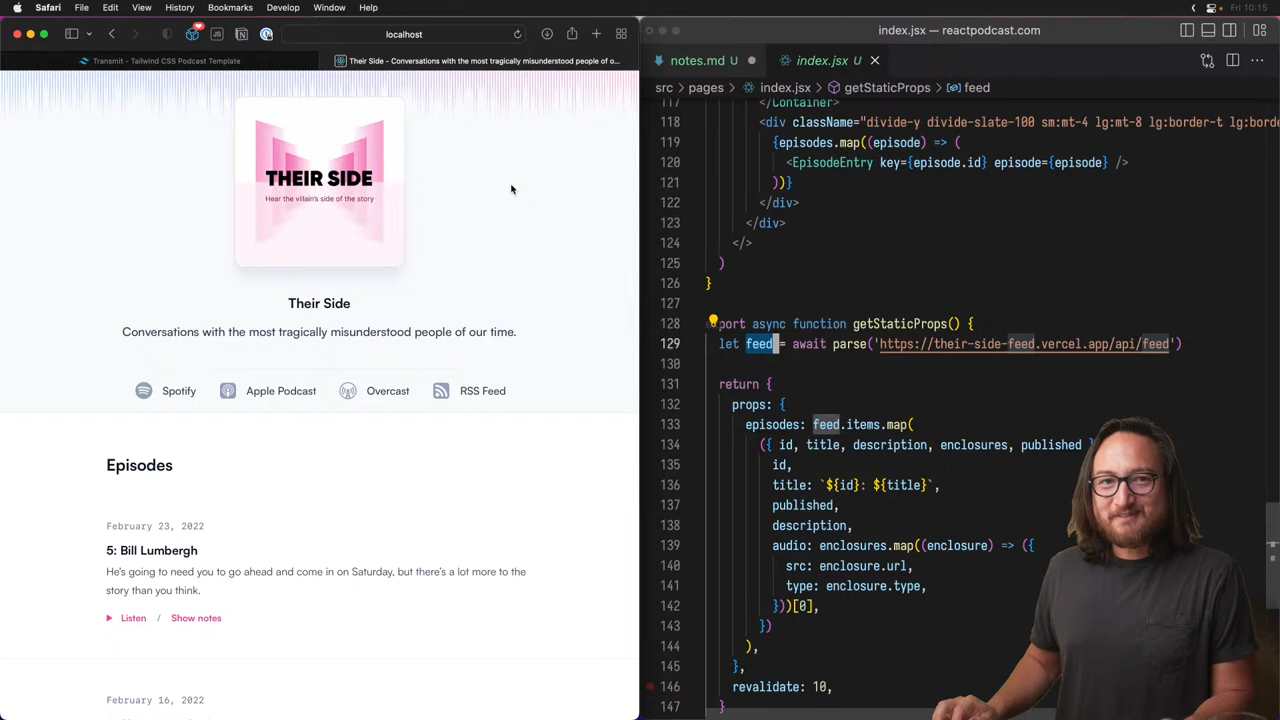 Safari File Edit View History Bookmarks Develop Window Help Fri 10:15
localhost
Transmit - Tailwind CSS Podcast Template
Their Side - Conversations with the most tragically misunderstood people of o...
THEIR SIDE
Hear the villain's side of the story
Their Side
Conversations with the most tragically misunderstood people of our time.
Spotify Apple Podcast Overcast RSS Feed
Episodes
February 23, 2022
5: Bill Lumbergh
He's going to need you to go ahead and come in on Saturday, but there's a lot more to the
story than you think.
Listen / Show notes
February 16, 2022
index.jsx — reactpodcast.com
notes.md U index.jsx U
src > pages > index.jsx > getStaticProps > feed
117 </Container>
118 <div className="divide-y divide-slate-100 sm:mt-4 lg:mt-8 lg:border-t lg:borde
119 {episodes.map((episode) => (
120 <EpisodeEntry key={episode.id} episode={episode} />
121 ))}
122 </div>
123 </div>
124 </>
125 )
126 }
127
128 port async function getStaticProps() {
129 let feed = await parse('https://their-side-feed.vercel.app/api/feed')
130
131 return {
132 props: {
133 episodes: feed.items.map(
134 ({ id, title, description, enclosures, published }
135 id,
136 title: `${id}: ${title}`,
137 published,
138 description,
139 audio: enclosures.map((enclosure) => ({
140 src: enclosure.url,
141 type: enclosure.type,
142 }))[0],
143 })
144 ),
145 },
146 revalidate: 10,
147 }